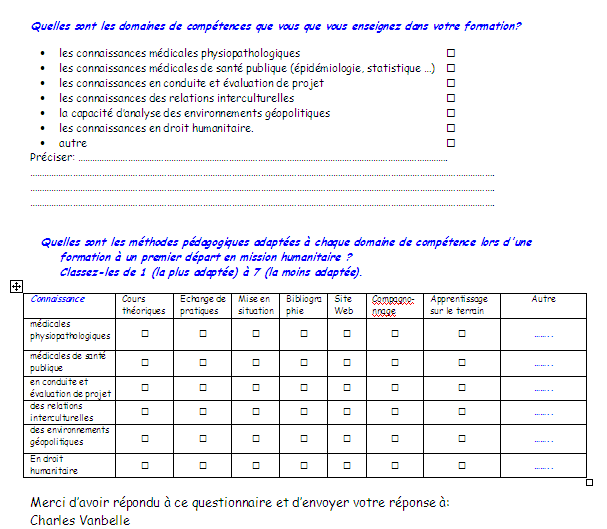 Quelles sont les domaines de compétences que vous que vous enseignez dans votre formation?
• les connaissances médicales physiopathologiques □
• les connaissances médicales de santé publique (épidémiologie, statistique ...) □
• les connaissances en conduite et évaluation de projet □
• les connaissances des relations interculturelles □
• la capacité d'analyse des environnements géopolitiques □
• les connaissances en droit humanitaire. □
• autre □
Préciser: ..........................................................................................
..........................................................................................
..........................................................................................
..........................................................................................
Quelles sont les méthodes pédagogiques adaptées à chaque domaine de compétence lors d'une
formation à un premier départ en mission humanitaire ?
Classez-les de 1 (la plus adaptée) à 7 (la moins adaptée).
Connaissance Cours théoriques Echange de pratiques Mise en situation Bibliogra phie Site Web Compagno-nnage Apprentissage sur le terrain Autre
médicales physiopathologiques □ □ □ □ □ □ □ ........
médicales de santé publique □ □ □ □ □ □ □ ........
en conduite et évaluation de projet □ □ □ □ □ □ □ ........
des relations interculturelles □ □ □ □ □ □ □ ........
des environnements géopolitiques □ □ □ □ □ □ □ ........
En droit humanitaire □ □ □ □ □ □ □ ........
Merci d'avoir répondu à ce questionnaire et d'envoyer votre réponse à:
Charles Vanbelle